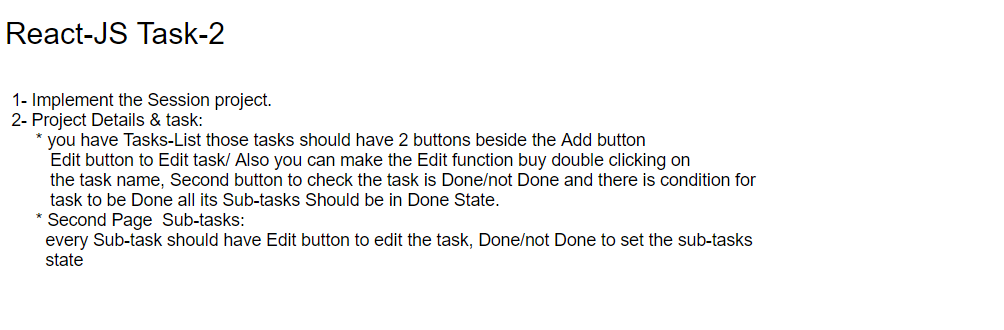 React-JS Task-2
1- Implement the Session project.
2- Project Details & task:
* you have Tasks-List those tasks should have 2 buttons beside the Add button
Edit button to Edit task/ Also you can make the Edit function buy double clicking on
the task name, Second button to check the task is Done/not Done and there is condition for
task to be Done all its Sub-tasks Should be in Done State.
* Second Page  Sub-tasks:
every Sub-task should have Edit button to edit the task, Done/not Done to set the sub-tasks
state